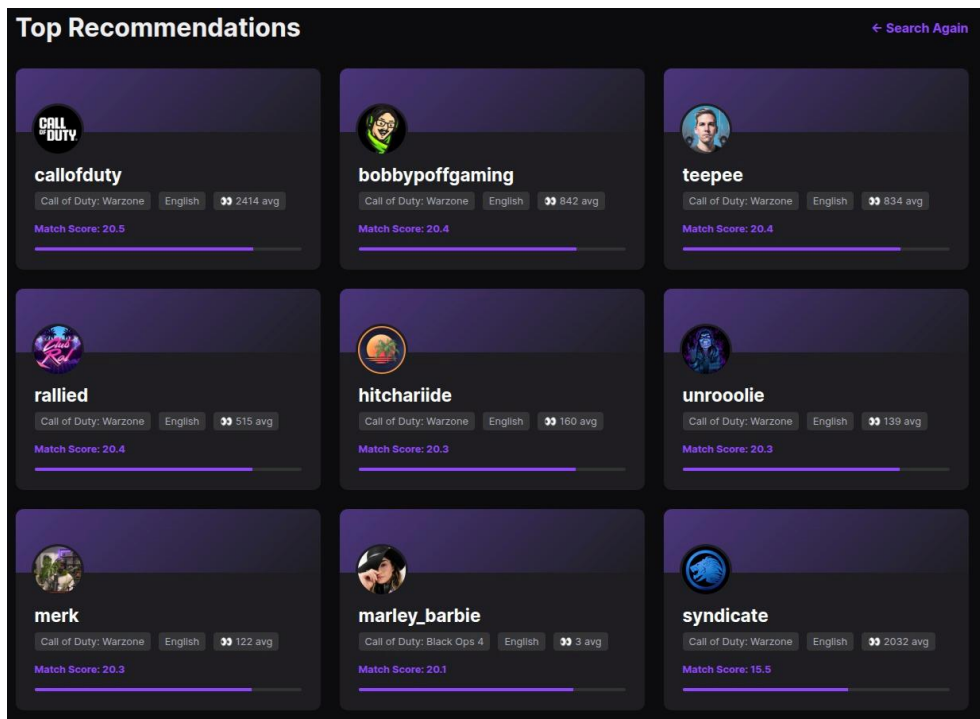 Top Recommendations
← Search Again
CALL
OF DUTY
callofduty
Call of Duty: Warzone English 👀 2414 avg
Match Score: 20.5
bobbypoffgaming
Call of Duty: Warzone English 👀 842 avg
Match Score: 20.4
teepee
Call of Duty: Warzone English 👀 834 avg
Match Score: 20.4
Club
Ral
rallied
Call of Duty: Warzone English 👀 515 avg
Match Score: 20.4
hitchariide
Call of Duty: Warzone English 👀 160 avg
Match Score: 20.3
unrooolie
Call of Duty: Warzone English 👀 139 avg
Match Score: 20.3
merk
Call of Duty: Warzone English 👀 122 avg
Match Score: 20.3
marley_barbie
Call of Duty: Black Ops 4 English 👀 3 avg
Match Score: 20.1
syndicate
Call of Duty: Warzone English 👀 2032 avg
Match Score: 15.5